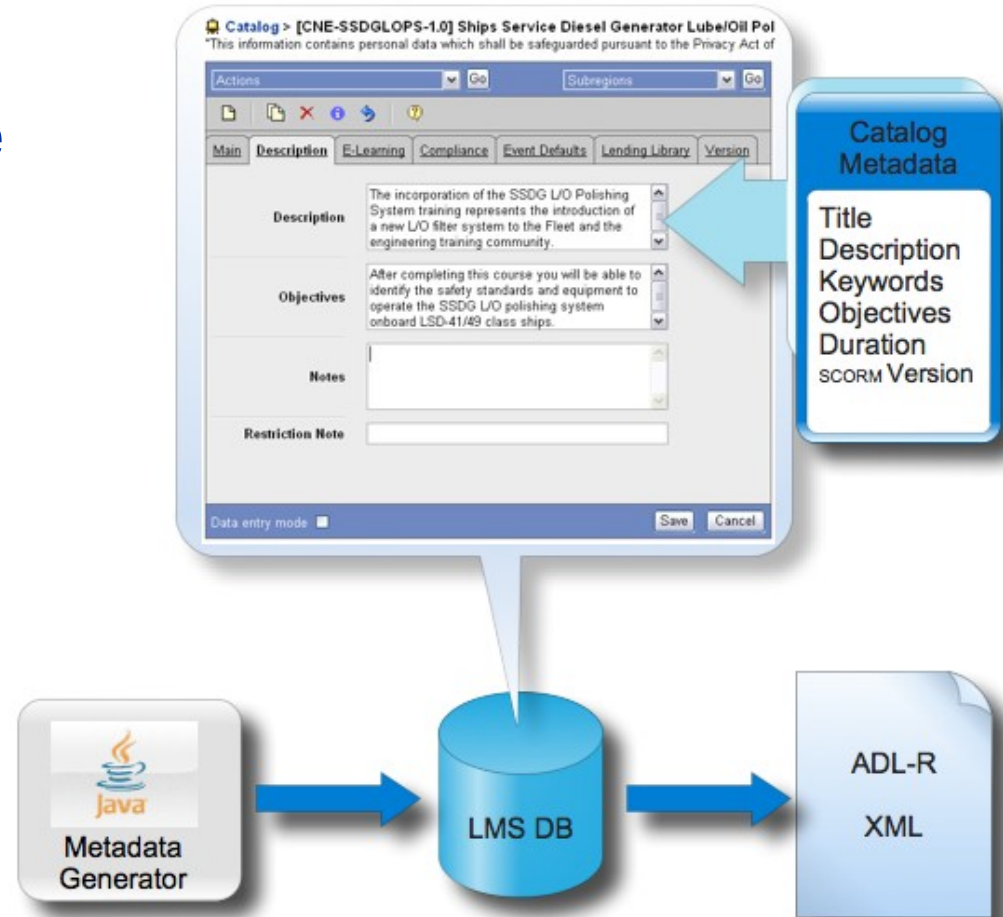 Catalog > [CNE-SSDGLOPS-1.0] Ships Service Diesel Generator Lube/Oil Pol
"This information contains personal data which shall be safeguarded pursuant to the Privacy Act of
Actions Go Subregions Go
Main Description E-Learning Compliance Event Defaults Lending Library Version
Description
The incorporation of the SSDG L/O Polishing
System training represents the introduction of
a new L/O filter system to the Fleet and the
engineering training community.
Objectives
After completing this course you will be able to
identify the safety standards and equipment to
operate the SSDG L/O polishing system
onboard LSD-41/49 class ships.
Notes
Restriction Note
Data entry mode Save Cancel
Catalog
Metadata
Title
Description
Keywords
Objectives
Duration
SCORM Version
Java
Metadata
Generator
LMS DB
ADL-R
XML